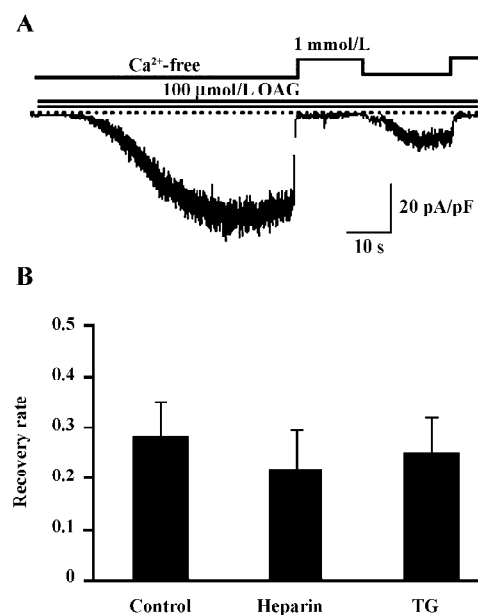 A
1 mmol/L
Ca²⁺-free
100 µmol/L OAG
20 pA/pF
10 s
B
Recovery rate
0.5
0.4
0.3
0.2
0.1
0
Control Heparin TG